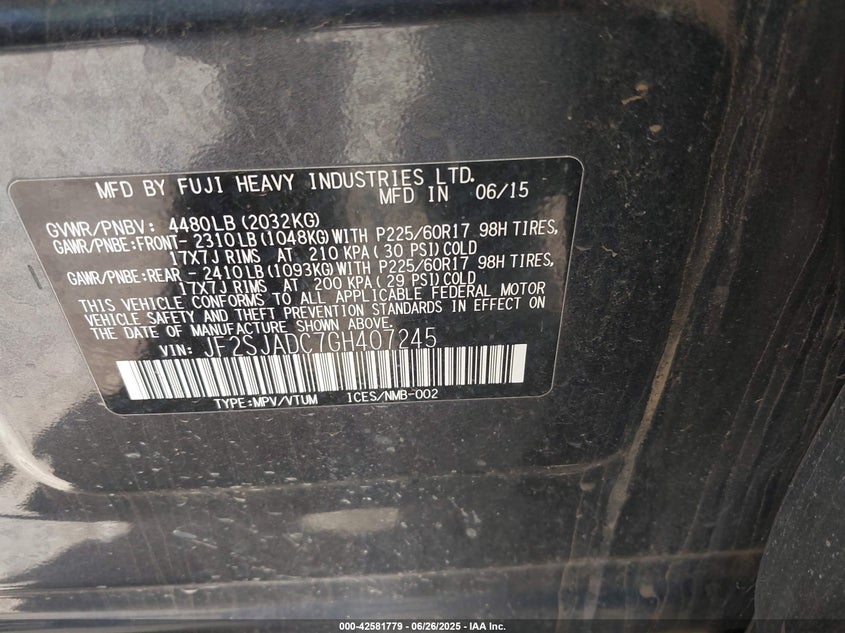 MFD BY FUJI HEAVY INDUSTRIES LTD.
MFD IN 06/15
GVWR/PNBV: 4480LB(2032KG)
GAWR/PNBE:FRONT- 2310LB(1048KG)WITH P225/60R17 98H TIRES,
17X7J RIMS AT 210 KPA(30 PSI)COLD
GAWR/PNBE:REAR - 2410LB(1093KG)WITH P225/60R17 98H TIRES,
17X7J RIMS AT 200 KPA(29 PSI)COLD
THIS VEHICLE CONFORMS TO ALL APPLICABLE FEDERAL MOTOR
VEHICLE SAFETY AND THEFT PREVENTION STANDARDS IN EFFECT ON
THE DATE OF MANUFACTURE SHOWN ABOVE.
VIN: JF2SJADC7GH407245
TYPE:MPV/VTUM ICES/NMB-002
000-42581779 - 06/26/2025 - IAA Inc.